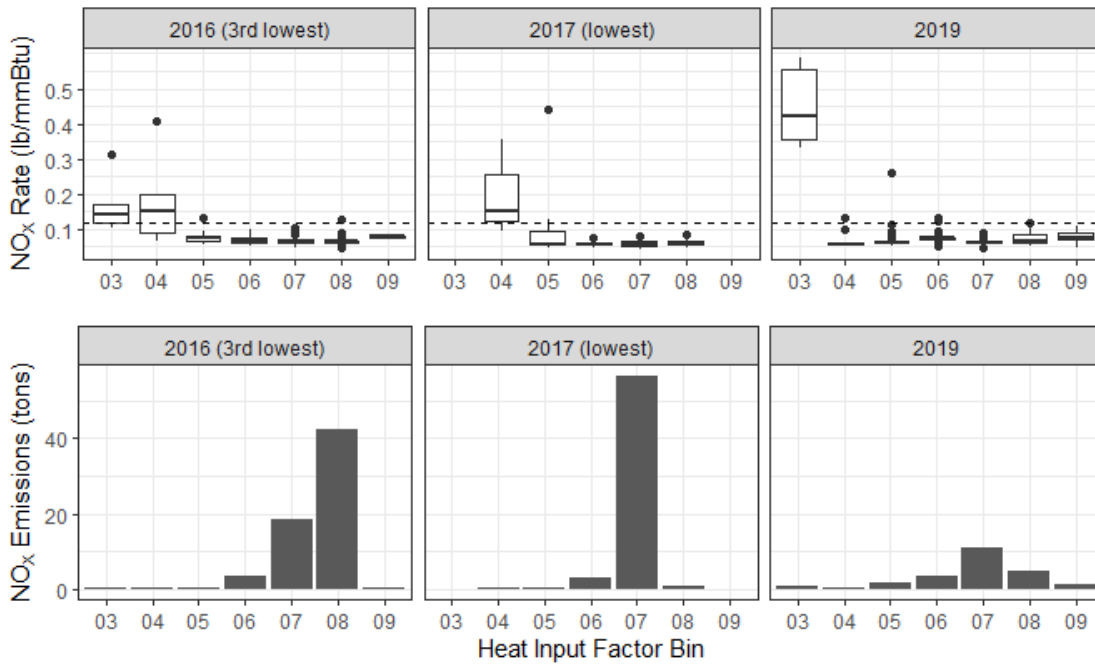 2016 (3rd lowest) 2017 (lowest) 2019
NOx Rate (lb/mmBtu)
0.5
0.4
0.3
0.2
0.1
03 04 05 06 07 08 09 03 04 05 06 07 08 09 03 04 05 06 07 08 09
2016 (3rd lowest) 2017 (lowest) 2019
NOx Emissions (tons)
40
20
0
03 04 05 06 07 08 09 03 04 05 06 07 08 09 03 04 05 06 07 08 09
Heat Input Factor Bin